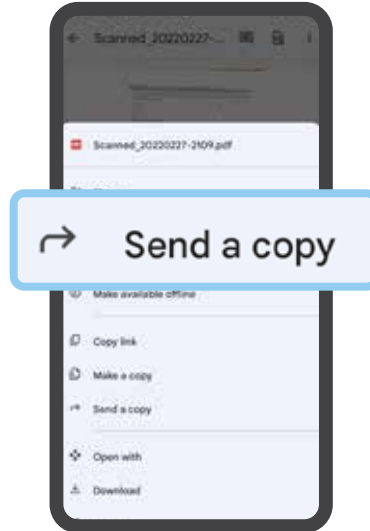 Scanned_20220227-...
Scanned_20220227-2109.pdf
Send a copy
Make available offline
Copy link
Make a copy
Send a copy
Open with
Download